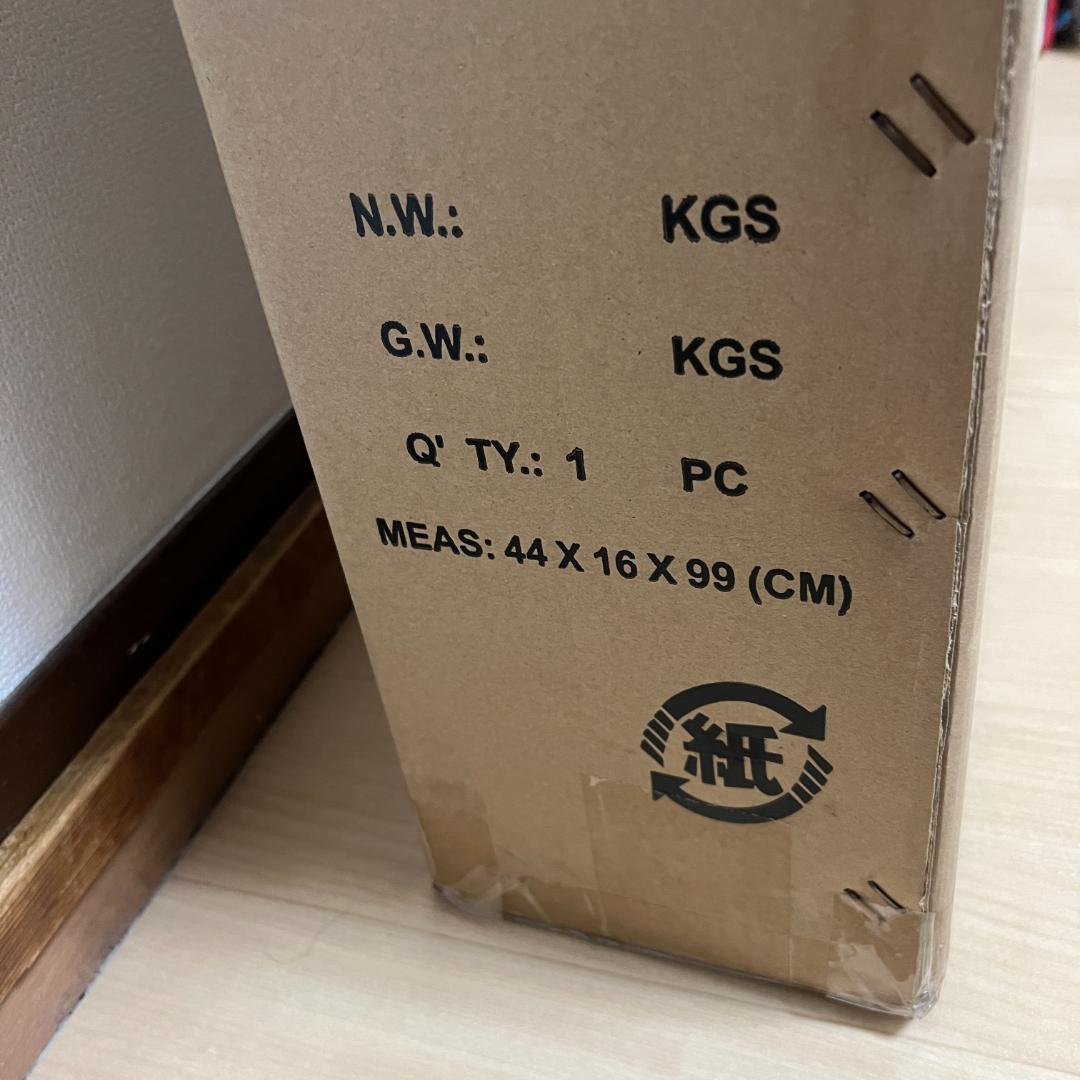 N.W.: KGS
G.W.: KGS
Q' TY.: 1 PC
MEAS: 44 X 16 X 99 (CM)
紙